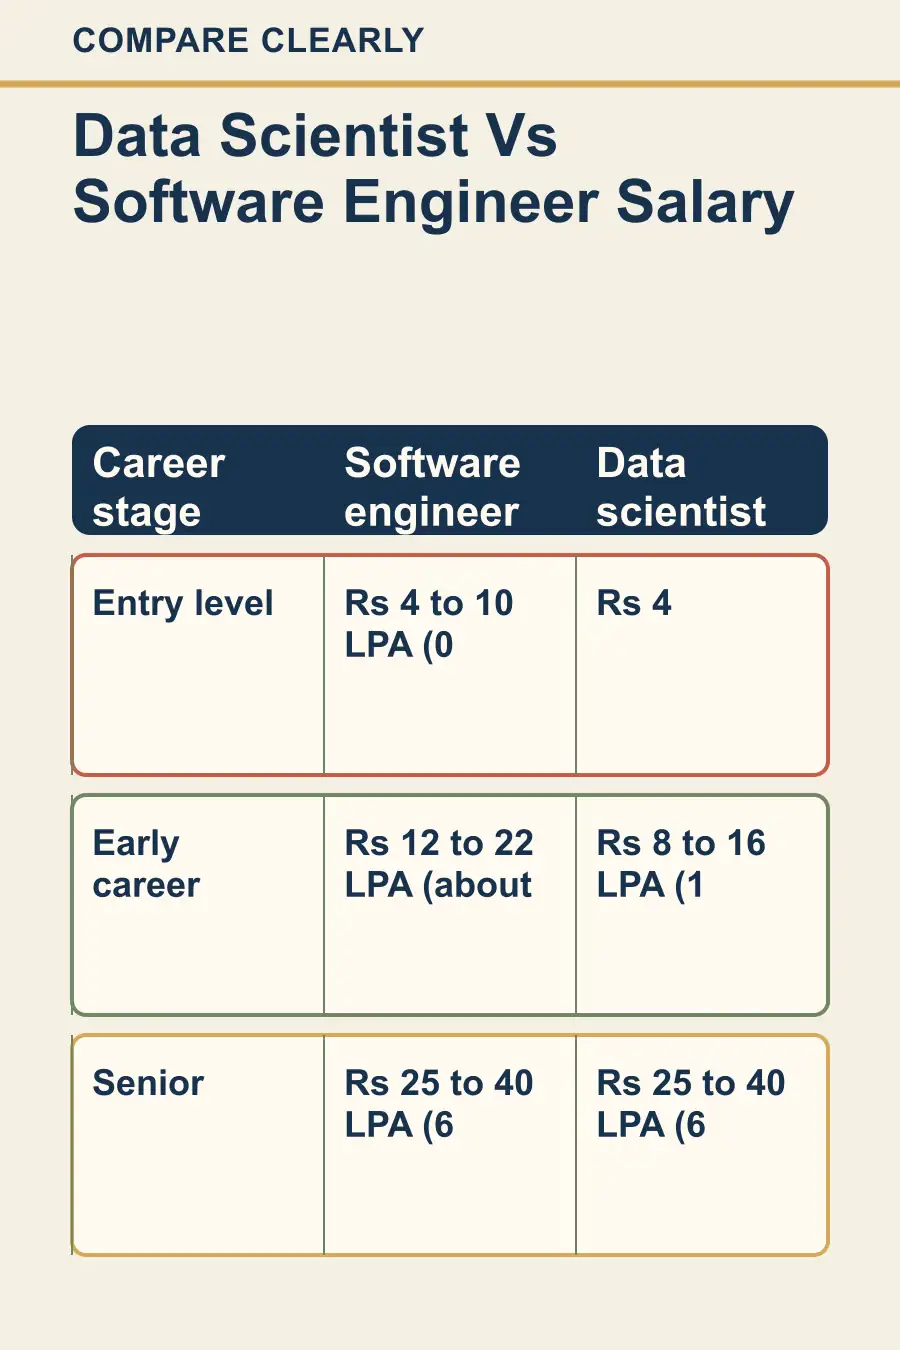 COMPARE CLEARLY
Data Scientist Vs
Software Engineer Salary
Career stage
Software engineer
Data scientist
Entry level
Rs 4 to 10
LPA (0
Rs 4
Early
career
Rs 12 to 22
LPA (about
Rs 8 to 16
LPA (1
Senior
Rs 25 to 40
LPA (6
Rs 25 to 40
LPA (6